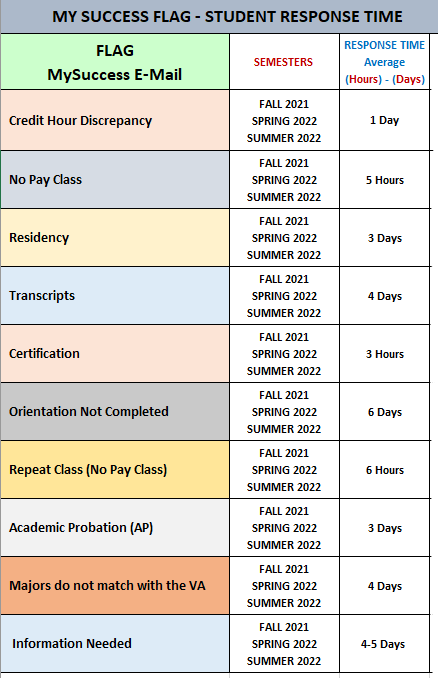 MY SUCCESS FLAG - STUDENT RESPONSE TIME
FLAG
MySuccess E-Mail
SEMESTERS
RESPONSE TIME
Average
(Hours) - (Days)
Credit Hour Discrepancy
FALL 2021
SPRING 2022
SUMMER 2022
1 Day
No Pay Class
FALL 2021
SPRING 2022
SUMMER 2022
5 Hours
Residency
FALL 2021
SPRING 2022
SUMMER 2022
3 Days
Transcripts
FALL 2021
SPRING 2022
SUMMER 2022
4 Days
Certification
FALL 2021
SPRING 2022
SUMMER 2022
3 Hours
Orientation Not Completed
FALL 2021
SPRING 2022
SUMMER 2022
6 Days
Repeat Class (No Pay Class)
FALL 2021
SPRING 2022
SUMMER 2022
6 Hours
Academic Probation (AP)
FALL 2021
SPRING 2022
SUMMER 2022
3 Days
Majors do not match with the VA
FALL 2021
SPRING 2022
SUMMER 2022
4 Days
Information Needed
FALL 2021
SPRING 2022
SUMMER 2022
4-5 Days